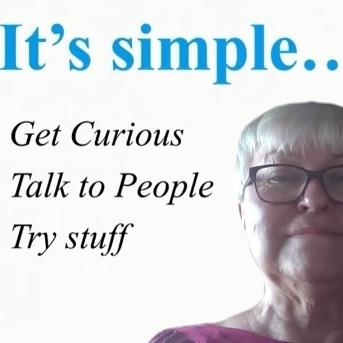 It’s simple..
Get Curious
Talk to People
Try stuff